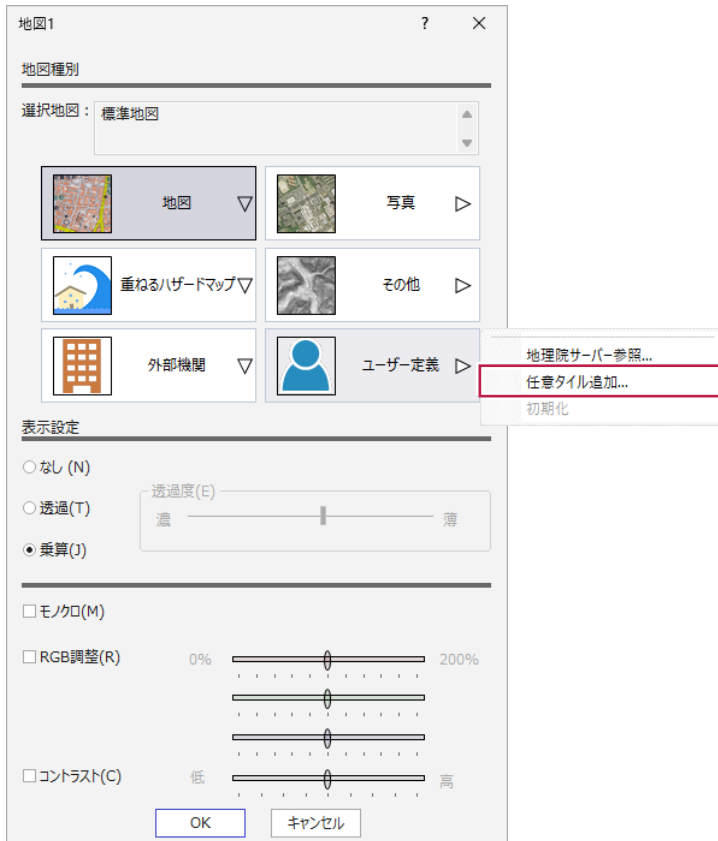 地図1 ? ×
地図種別
選択地図： 標準地図
地図 写真
重ねるハザードマップ その他
外部機関 ユーザー定義
地理院サーバー参照...
任意タイル追加...
初期化
表示設定
なし (N)
透過(T)
透過度(E)
濃 薄
乗算(J)
モノクロ(M)
RGB調整(R) 0% 200%
コントラスト(C) 低 高
OK キャンセル